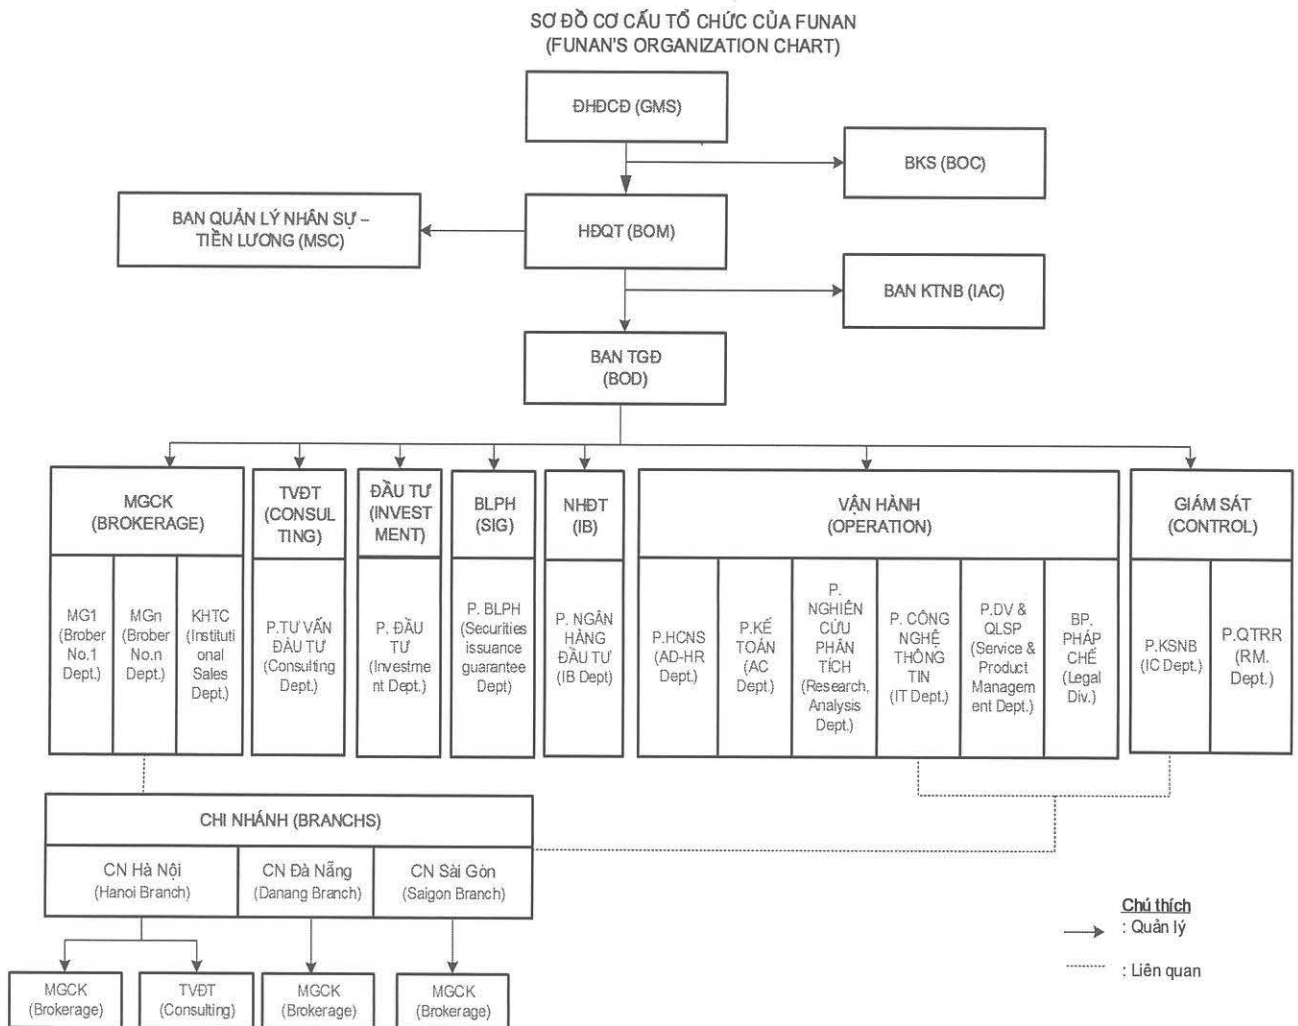 SƠ ĐỒ CƠ CẤU TỔ CHỨC CỦA FUNAN
(FUNAN'S ORGANIZATION CHART)
ĐHĐCĐ (GMS)
BKS (BOC)
BAN QUẢN LÝ NHÂN SỰ –
TIỀN LƯƠNG (MSC)
HĐQT (BOM)
BAN KTNB (IAC)
BAN TGĐ
(BOD)
MGCK
(BROKERAGE)
TVĐT
(CONSUL
TING)
ĐẦU TƯ
(INVEST
MENT)
BLPH
(SIG)
NHĐT
(IB)
VẬN HÀNH
(OPERATION)
GIÁM SÁT
(CONTROL)
MG1
(Brober
No.1
Dept.)
MGn
(Brober
No.n
Dept.)
KHTC
(Instituti
onal
Sales
Dept.)
P.TƯ VẤN
ĐẦU TƯ
(Consulting
Dept.)
P. ĐẦU
TƯ
(Investme
nt Dept.)
P. BLPH
(Securities
issuance
guarantee
Dept)
P. NGÂN
HÀNG
ĐẦU TƯ
(IB Dept)
P.HCNS
(AD-HR
Dept.)
P.KẾ
TOÁN
(AC
Dept.)
P.
NGHIÊN
CỨU
PHÂN
TÍCH
(Research,
Analysis
Dept.)
P. CÔNG
NGHỆ
THÔNG
TIN
(IT Dept.)
P.DV &
QLSP
(Service &
Product
Managem
ent Dept.)
BP.
PHÁP
CHẾ
(Legal
Div.)
P.KSNB
(IC Dept.)
P.QTRR
(RM.
Dept.)
CHI NHÁNH (BRANCHS)
CN Hà Nội
(Hanoi Branch)
CN Đà Nẵng
(Danang Branch)
CN Sài Gòn
(Saigon Branch)
MGCK
(Brokerage)
TVĐT
(Consulting)
MGCK
(Brokerage)
MGCK
(Brokerage)
Chú thích
: Quản lý
: Liên quan